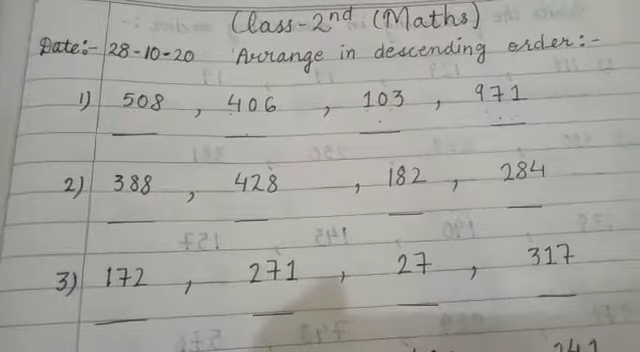 Class-2nd (Maths)
Date:- 28-10-20 Arrange in descending order:-
1) 508, 406, 103, 971
2) 388, 428, 182, 284
3) 172, 271, 27, 317
241